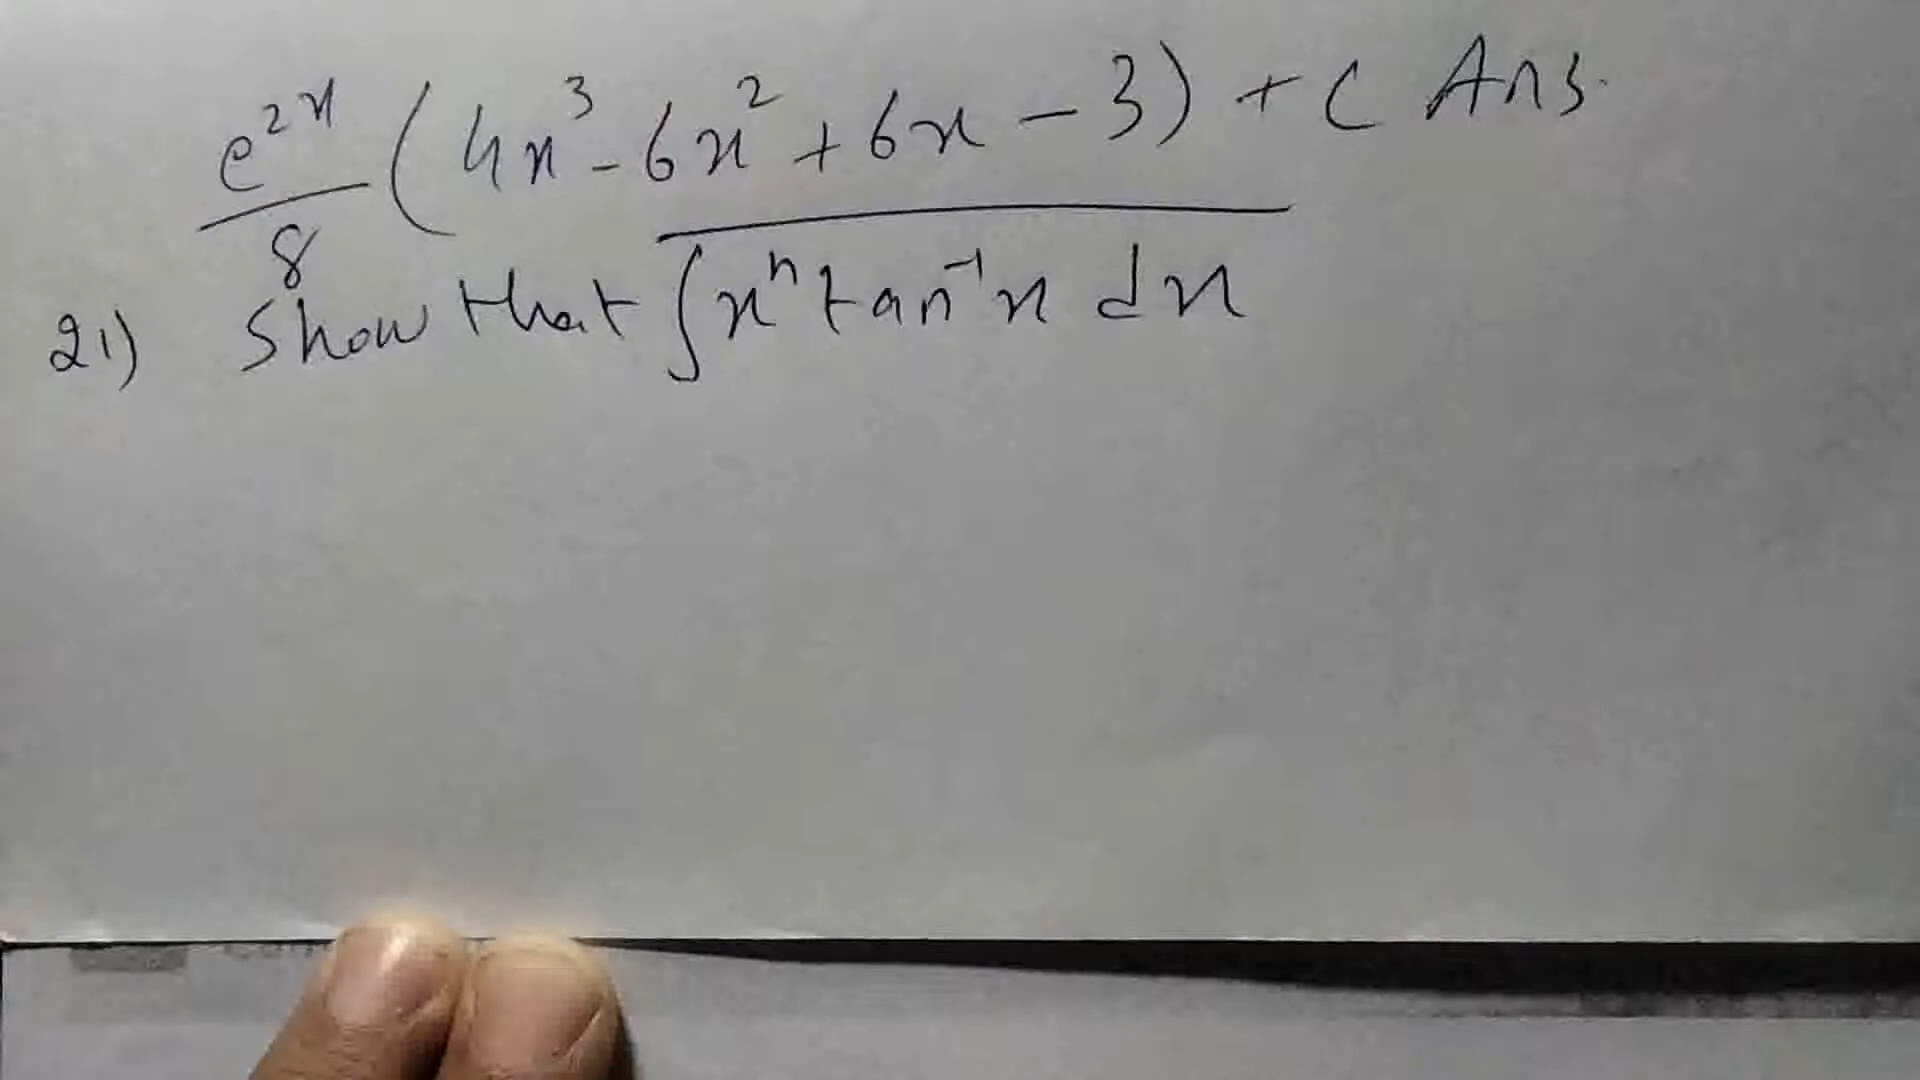 e^2x/8 (4x^3 - 6x^2 + 6x - 3) + C Ans.
21) Show that ∫x^n tan^-1 x dx